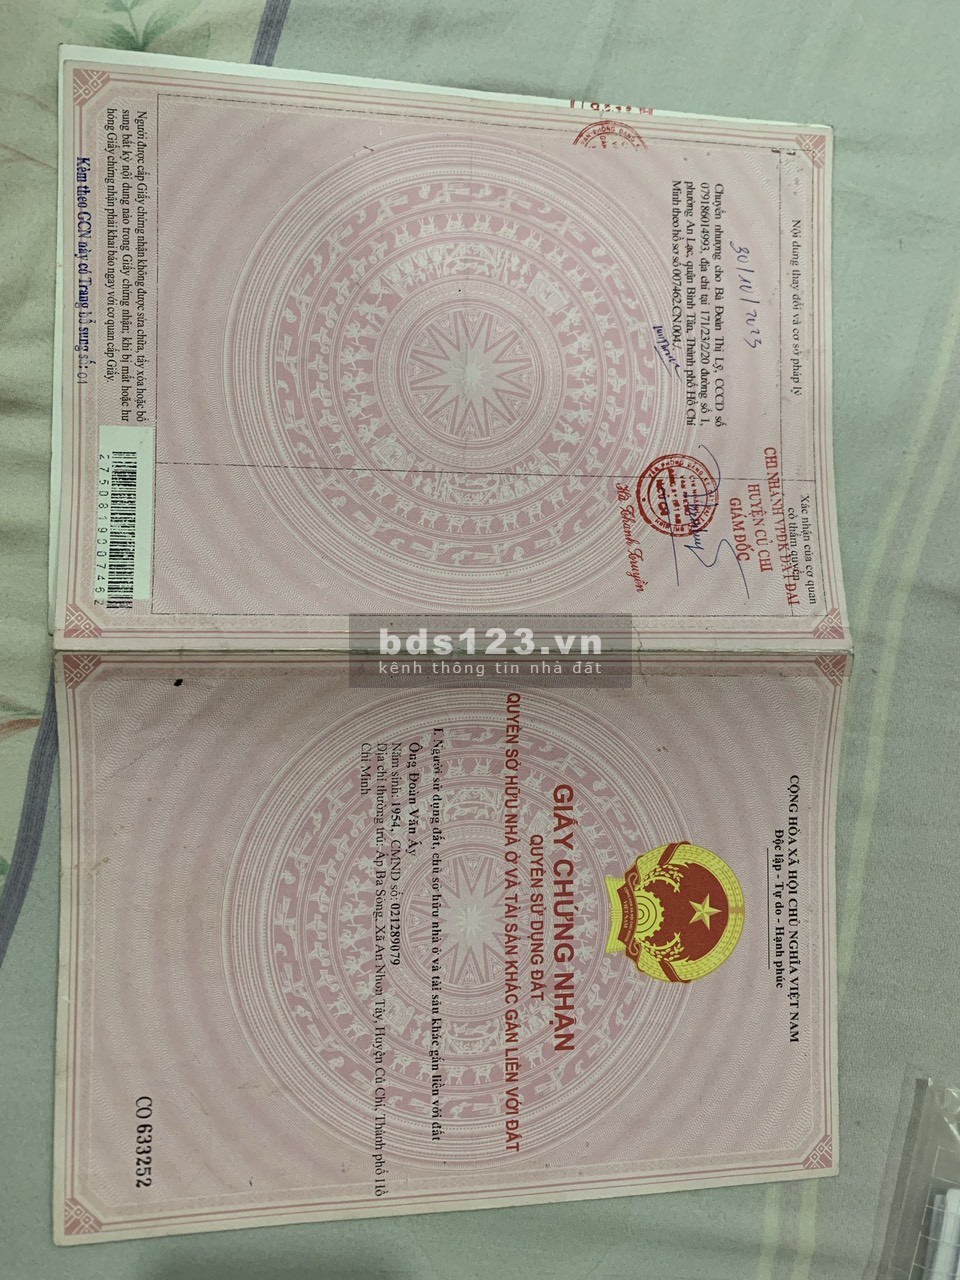 CỘNG HÒA XÃ HỘI CHỦ NGHĨA VIỆT NAM
Độc lập - Tự do - Hạnh phúc
GIẤY CHỨNG NHẬN
QUYỀN SỬ DỤNG ĐẤT
QUYỀN SỞ HỮU NHÀ Ở VÀ TÀI SẢN KHÁC GẮN LIỀN VỚI ĐẤT
I. Người sử dụng đất, chủ sở hữu nhà ở và tài sản khác gắn liền với đất
Ông Đoàn Văn Ấy
Năm sinh: 1954, CMND số: 021289079
Địa chỉ thường trú: Ấp Ba Sòng, Xã An Nhơn Tây, Huyện Củ Chi, Thành phố Hồ
Chí Minh
CO 633252
Nội dung thay đổi và cơ sở pháp lý
Xác nhận của cơ quan
có thẩm quyền
CHI NHÁNH VPĐK ĐẤT ĐAI
HUYỆN CỦ CHI
GIÁM ĐỐC
30/10/2023
Chuyển nhượng cho Bà Đoàn Thị Lý, CCCD số
079186014993, địa chỉ tại 171/23/2/20 đường số 1,
phường An Lạc, quận Bình Tân, Thành phố Hồ Chí
Minh theo hồ sơ số 007462.CN.004.
Hà Thanh Truyền
Người được cấp Giấy chứng nhận không được sửa chữa, tẩy xóa hoặc bổ
sung bất kỳ nội dung nào trong Giấy chứng nhận; khi bị mất hoặc hư
hỏng Giấy chứng nhận phải khai báo ngay với cơ quan cấp Giấy.
Kèm theo GCN này có Trang bổ sung số: 01
2750819007462
bds123.vn
kênh thông tin nhà đất